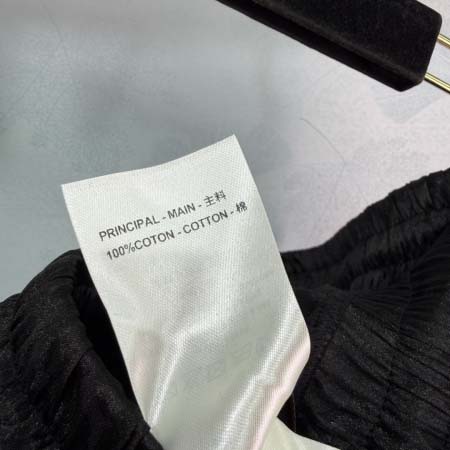 PRINCIPAL - MAIN - 主料
100%COTON - COTTON - 棉